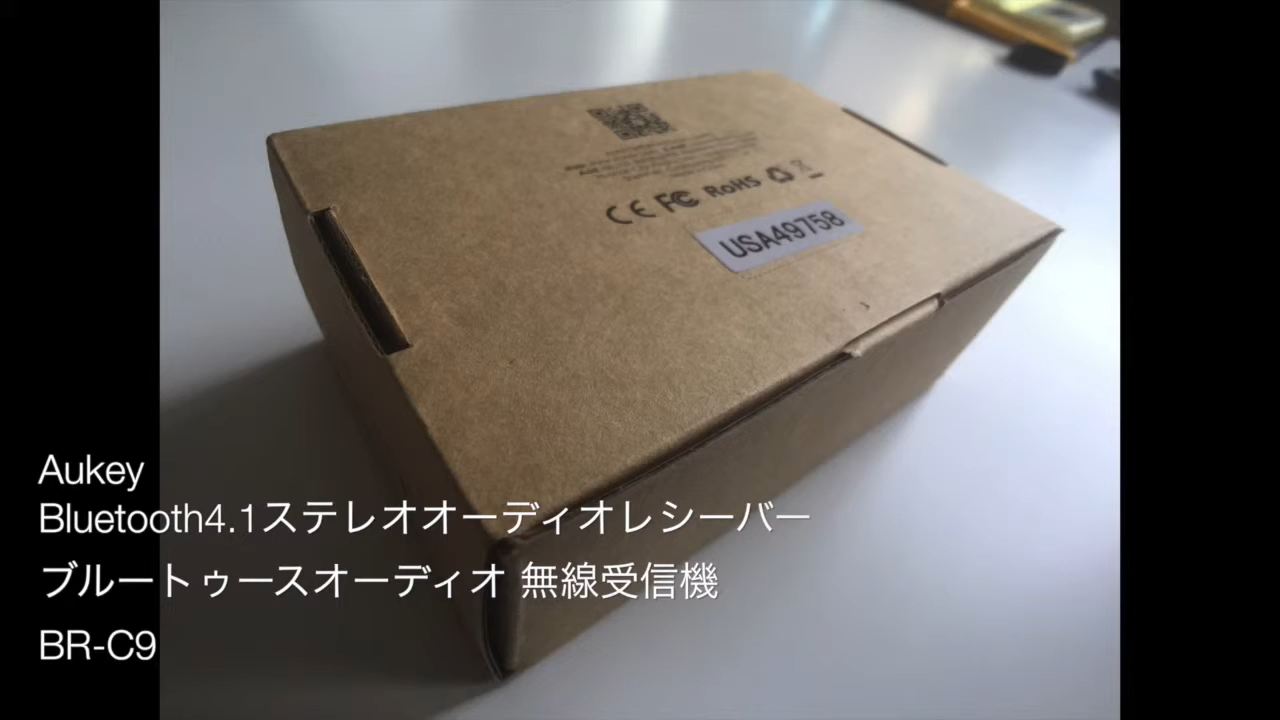 CE FC RoHS
USA49758
Aukey
Bluetooth4.1ステレオオーディオレシーバー
ブルートゥースオーディオ 無線受信機
BR-C9